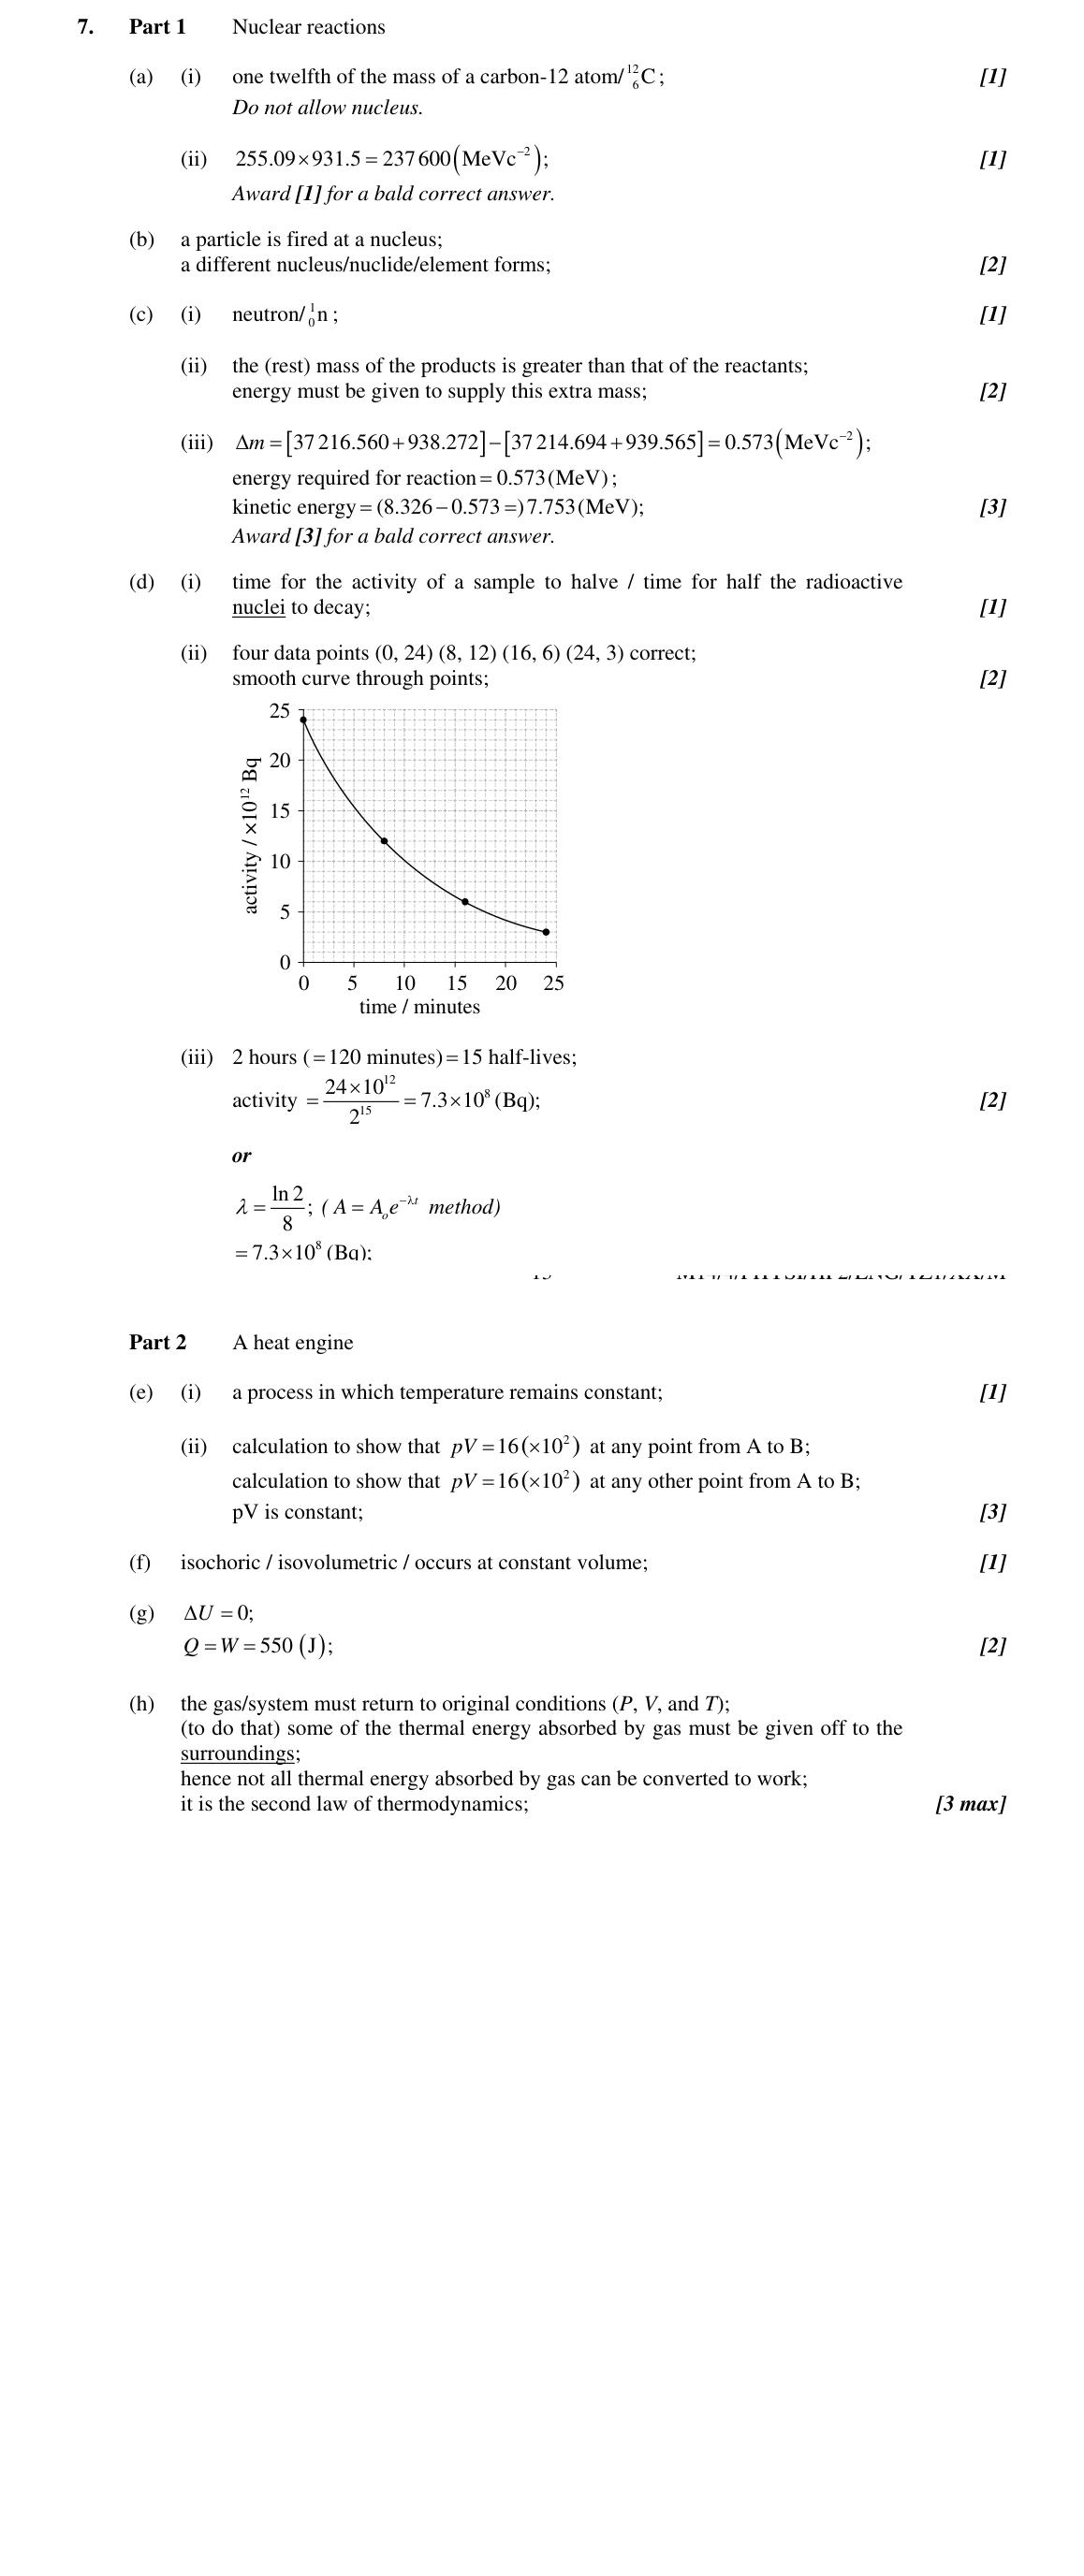 7. Part 1 Nuclear reactions
(a) (i) one twelfth of the mass of a carbon-12 atom/ ¹²₆C; [1]
Do not allow nucleus.
(ii) 255.09×931.5=237600(MeVc⁻²); [1]
Award [1] for a bald correct answer.
(b) a particle is fired at a nucleus;
a different nucleus/nuclide/element forms; [2]
(c) (i) neutron/ ¹₀n; [1]
(ii) the (rest) mass of the products is greater than that of the reactants;
energy must be given to supply this extra mass; [2]
(iii) Δm=[37216.560+938.272]−[37214.694+939.565]=0.573(MeVc⁻²);
energy required for reaction=0.573(MeV);
kinetic energy=(8.326−0.573=)7.753(MeV); [3]
Award [3] for a bald correct answer.
(d) (i) time for the activity of a sample to halve / time for half the radioactive
nuclei to decay; [1]
(ii) four data points (0, 24) (8, 12) (16, 6) (24, 3) correct;
smooth curve through points; [2]
25
20
15
10
5
0
activity / ×10¹² Bq
0 5 10 15 20 25
time / minutes
(iii) 2 hours (=120 minutes)=15 half-lives;
activity = 24×10¹² / 2¹⁵ = 7.3×10⁸ (Bq); [2]
or
λ = ln 2 / 8; ( A = Aₒe^−λt method)
= 7.3×10⁸ (Bq);
Part 2 A heat engine
(e) (i) a process in which temperature remains constant; [1]
(ii) calculation to show that pV=16(×10²) at any point from A to B;
calculation to show that pV=16(×10²) at any other point from A to B;
pV is constant; [3]
(f) isochoric / isovolumetric / occurs at constant volume; [1]
(g) ΔU = 0;
Q = W = 550 (J); [2]
(h) the gas/system must return to original conditions (P, V, and T);
(to do that) some of the thermal energy absorbed by gas must be given off to the
surroundings;
hence not all thermal energy absorbed by gas can be converted to work;
it is the second law of thermodynamics; [3 max]